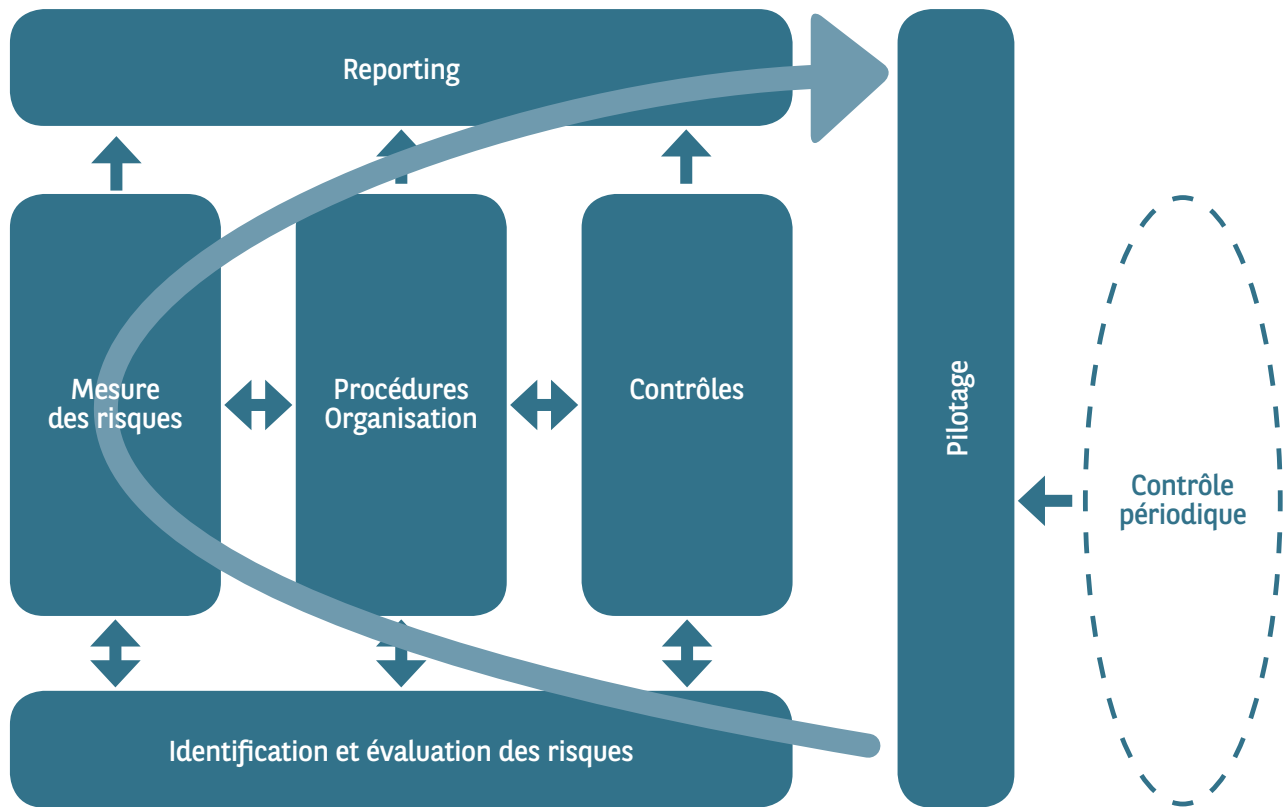 Reporting
Mesure
des risques
Procédures
Organisation
Contrôles
Pilotage
Contrôle
périodique
Identification et évaluation des risques